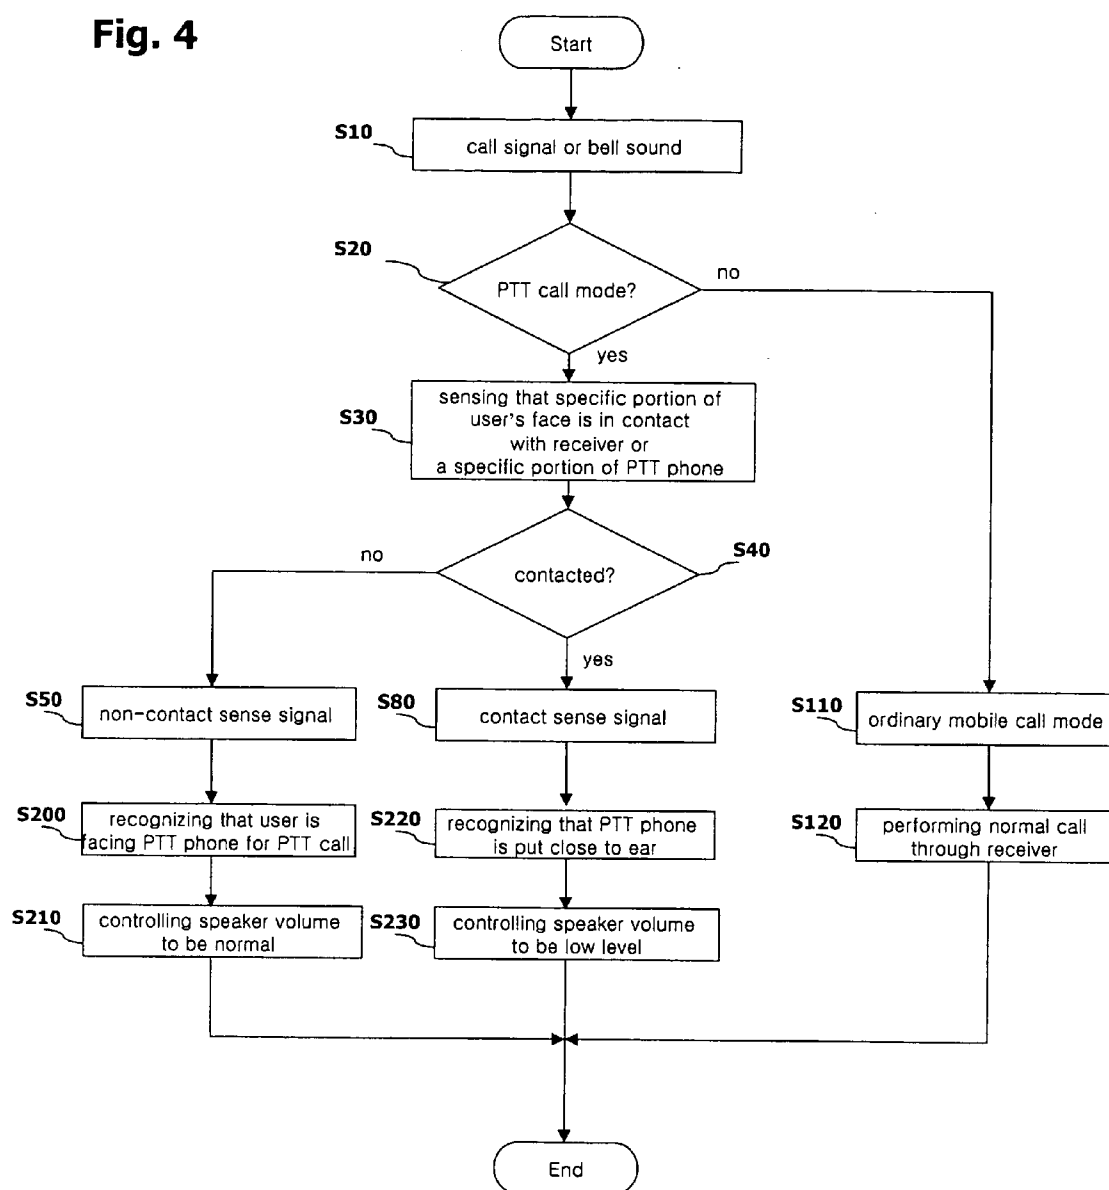 Fig. 4
Start
S10
call signal or bell sound
S20
PTT call mode?
no
yes
S30
sensing that specific portion of
user's face is in contact
with receiver or
a specific portion of PTT phone
S40
contacted?
no
yes
S50
non-contact sense signal
S80
contact sense signal
S110
ordinary mobile call mode
S200
recognizing that user is
facing PTT phone for PTT call
S220
recognizing that PTT phone
is put close to ear
S120
performing normal call
through receiver
S210
controlling speaker volume
to be normal
S230
controlling speaker volume
to be low level
End